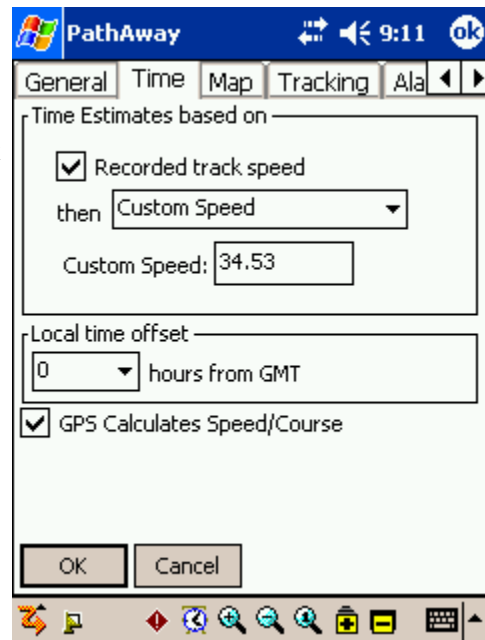 PathAway 9:11 ok
General Time Map Tracking Ala
Time Estimates based on
Recorded track speed
then Custom Speed
Custom Speed: 34.53
Local time offset
0 hours from GMT
GPS Calculates Speed/Course
OK Cancel